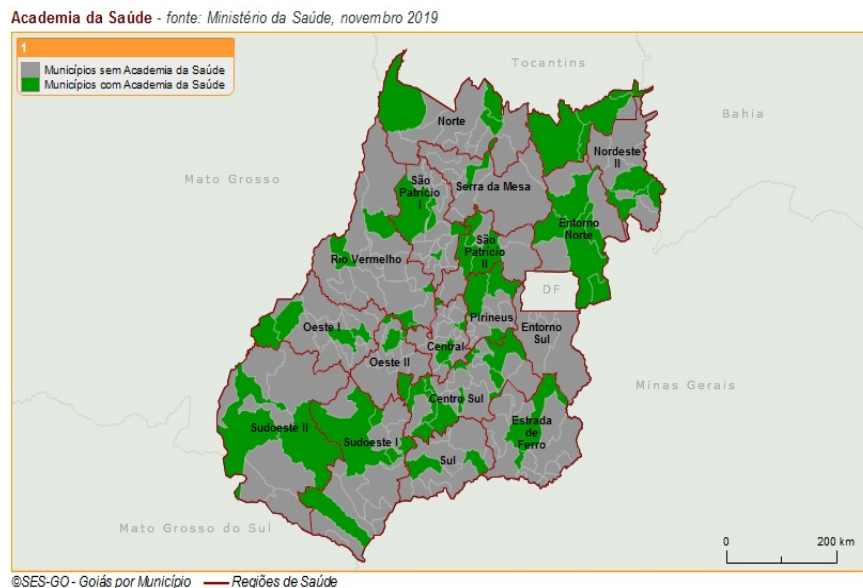 Academia da Saúde - fonte: Ministério da Saúde, novembro 2019
1
Municípios sem Academia da Saúde
Municípios com Academia da Saúde
Tocantins
Bahia
Norte
Nordeste
II
Mato Grosso
São
Patrício
I
Serra da Mesa
Entorno
Norte
São
Patrício
II
Rio Vermelho
DF
Pirineus
Oeste I
Entorno
Sul
Central
Oeste II
Minas Gerais
Centro Sul
Estrada
de
Ferro
Sudoeste II
Sudoeste I
Sul
Mato Grosso do Sul
0 200 km
©SES-GO - Goiás por Município Regiões de Saúde